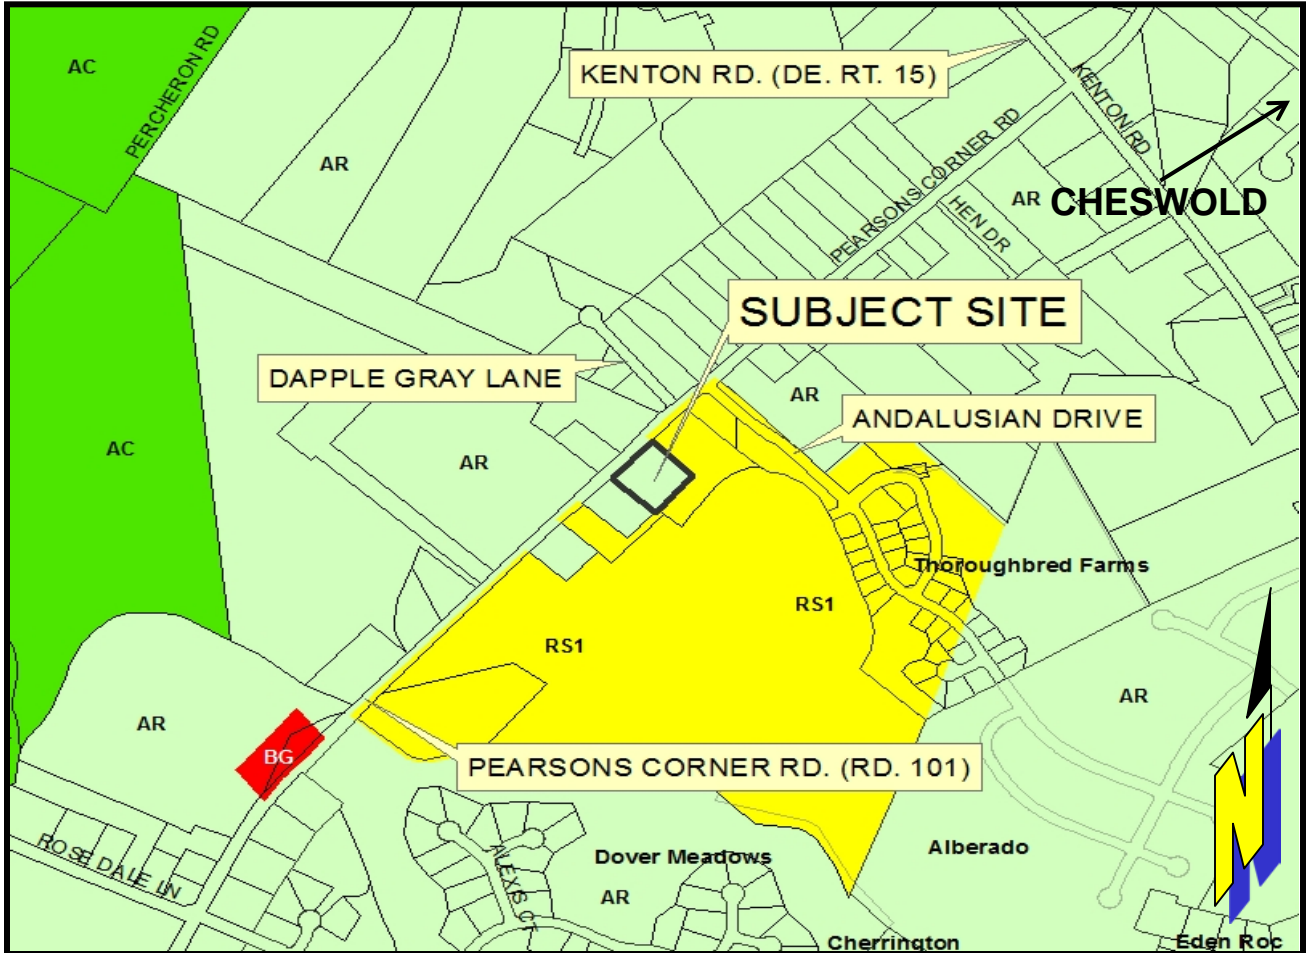 AC
PERCHERON RD
KENTON RD. (DE. RT. 15)
KENTON RD
AR
PEARSONS CORNER RD
AR
CHESWOLD
HEN DR
SUBJECT SITE
DAPPLE GRAY LANE
AR
ANDALUSIAN DRIVE
AC
AR
Thoroughbred Farms
RS1
RS1
AR
AR
BG
PEARSONS CORNER RD. (RD. 101)
N
ROSEDALE LN
ALEXIS CT
Dover Meadows
Alberado
AR
Cherrington
Eden Roc